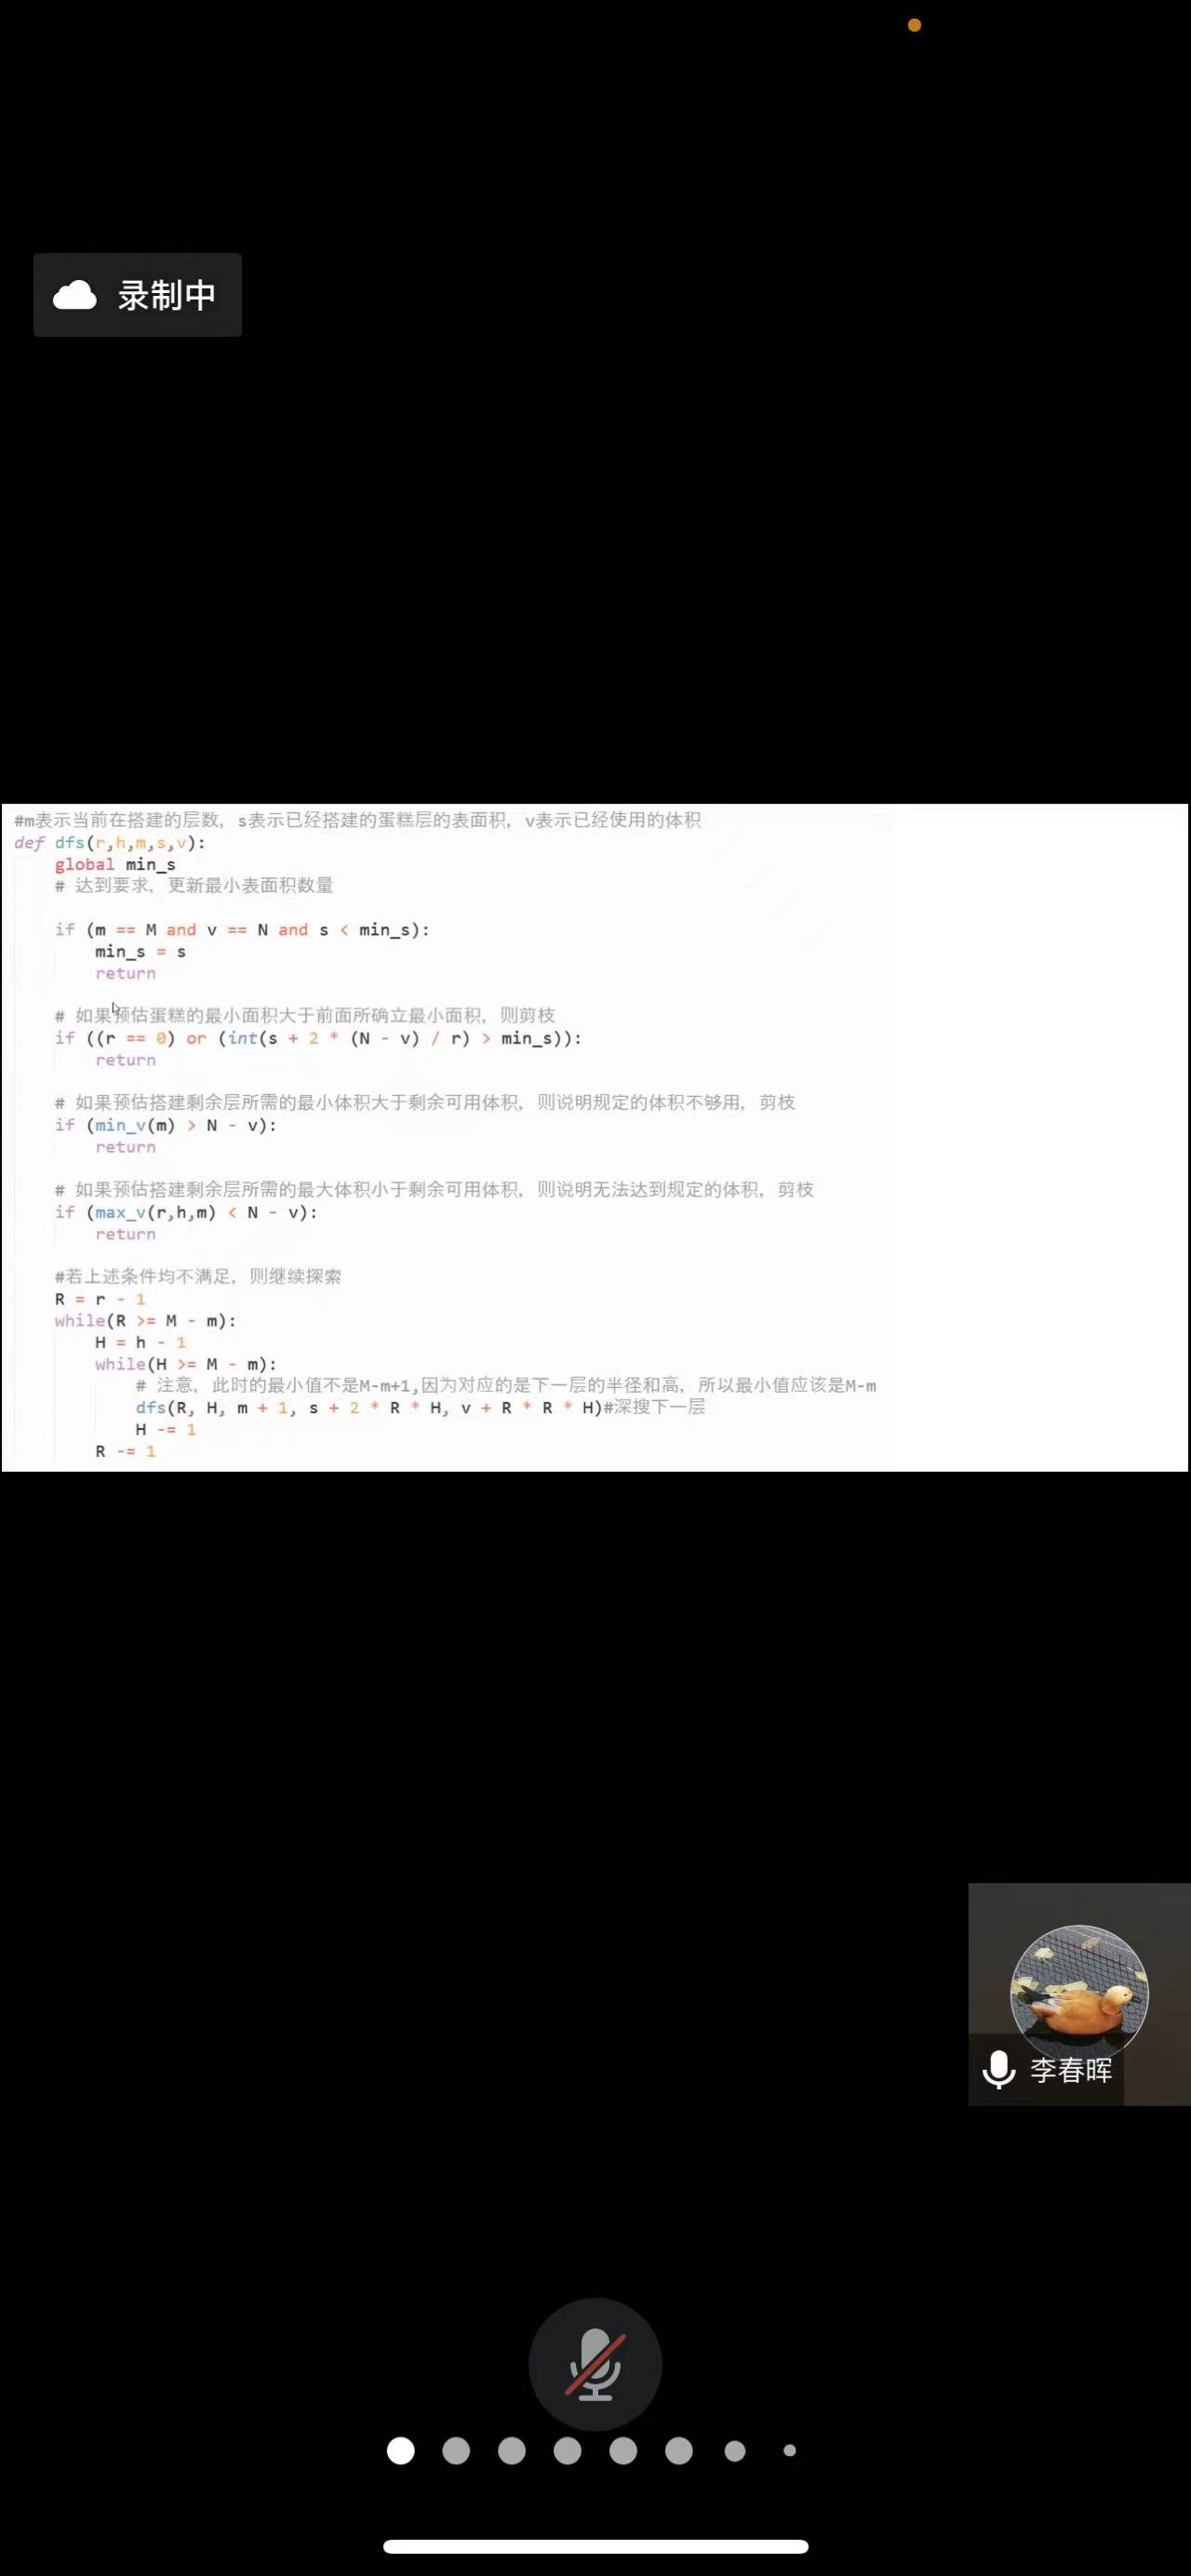 录制中
#m表示当前在搭建的层数，s表示已经搭建的蛋糕层的表面积，v表示已经使用的体积
def dfs(r,h,m,s,v):
    global min_s
    # 达到要求，更新最小表面积数量
    if (m == M and v == N and s < min_s):
        min_s = s
        return
    # 如果预估蛋糕的最小面积大于前面所确立最小面积，则剪枝
    if ((r == 0) or (int(s + 2 * (N - v) / r) > min_s)):
        return
    # 如果预估搭建剩余层所需的最小体积大于剩余可用体积，则说明规定的体积不够用，剪枝
    if (min_v(m) > N - v):
        return
    # 如果预估搭建剩余层所需的最大体积小于剩余可用体积，则说明无法达到规定的体积，剪枝
    if (max_v(r,h,m) < N - v):
        return
    #若上述条件均不满足，则继续探索
    R = r - 1
    while(R >= M - m):
        H = h - 1
        while(H >= M - m):
            # 注意，此时的最小值不是M-m+1,因为对应的是下一层的半径和高，所以最小值应该是M-m
            dfs(R, H, m + 1, s + 2 * R * H, v + R * R * H)#深搜下一层
            H -= 1
        R -= 1
李春晖